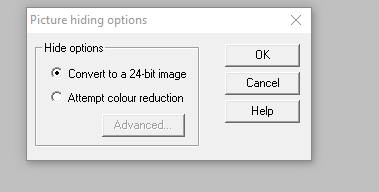 Picture hiding options
Hide options
Convert to a 24-bit image
Attempt colour reduction
Advanced...
OK
Cancel
Help